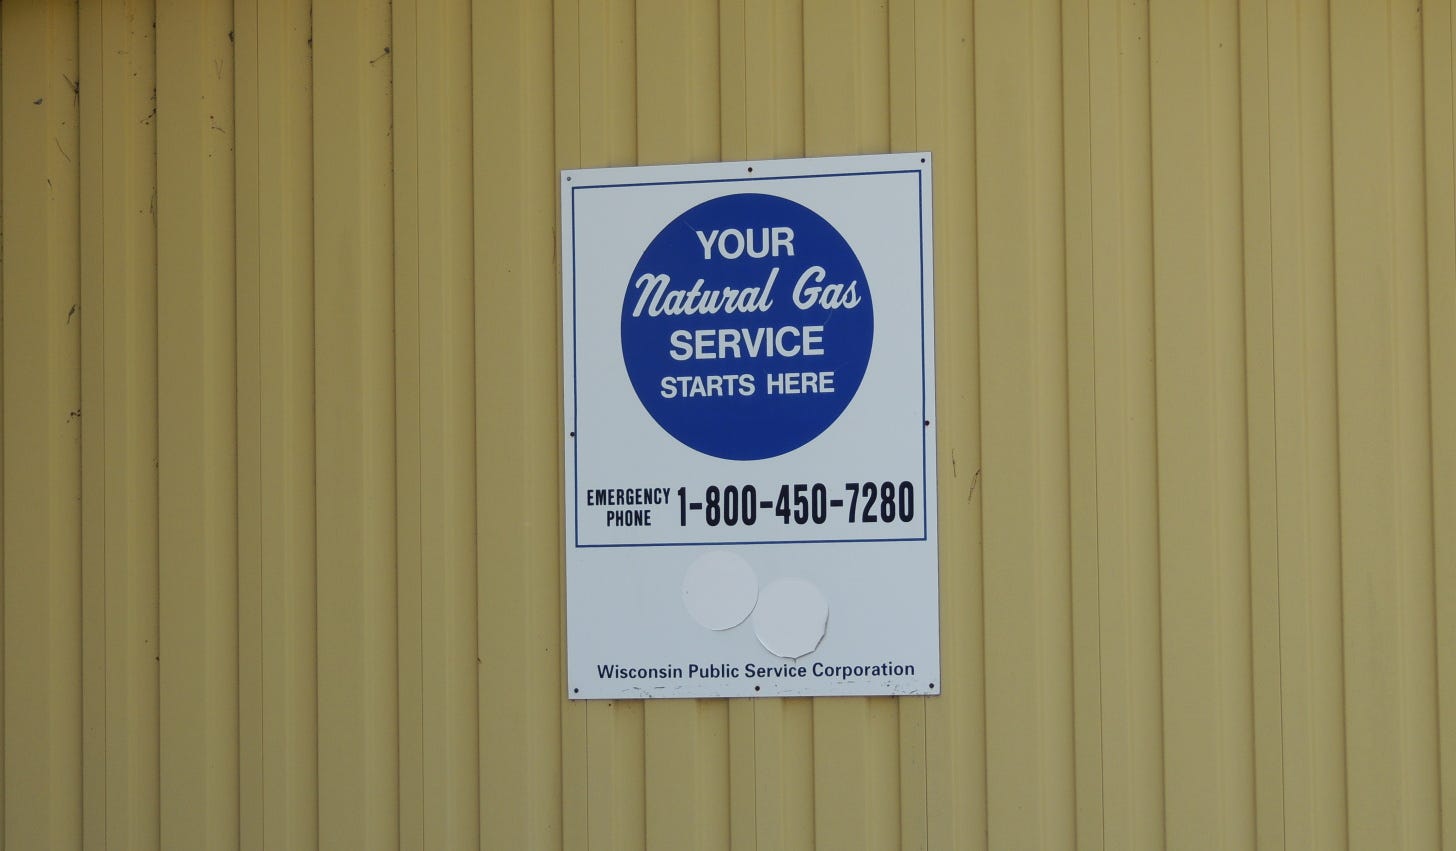 YOUR
Natural Gas
SERVICE
STARTS HERE
EMERGENCY
PHONE
1-800-450-7280
Wisconsin Public Service Corporation